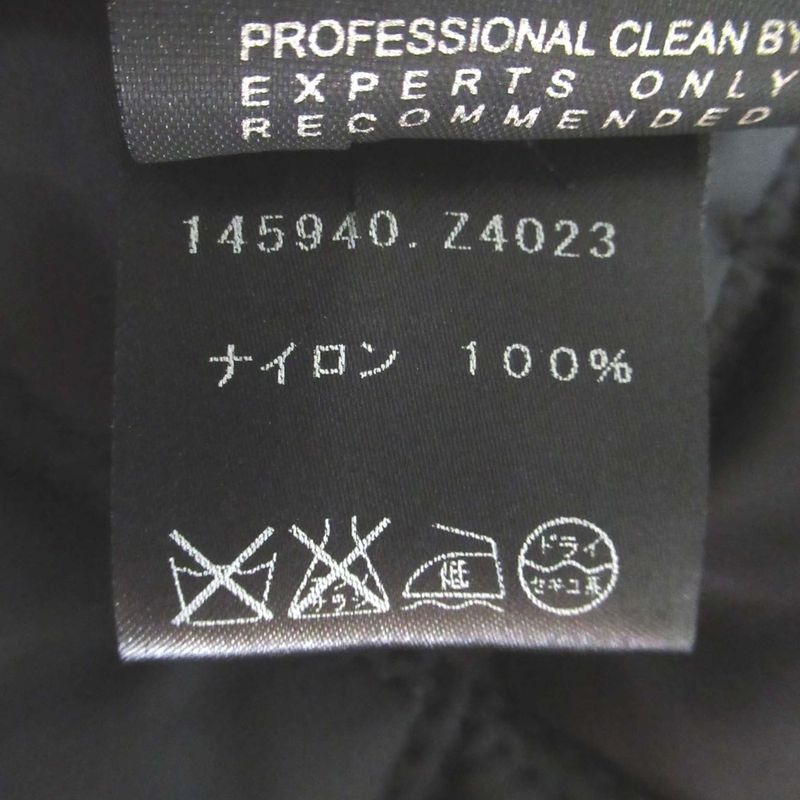 PROFESSIONAL CLEAN BY
EXPERTS ONLY
RECOMMENDED
145940. Z4023
ナイロン 100%
低
ドライ
セキユ系